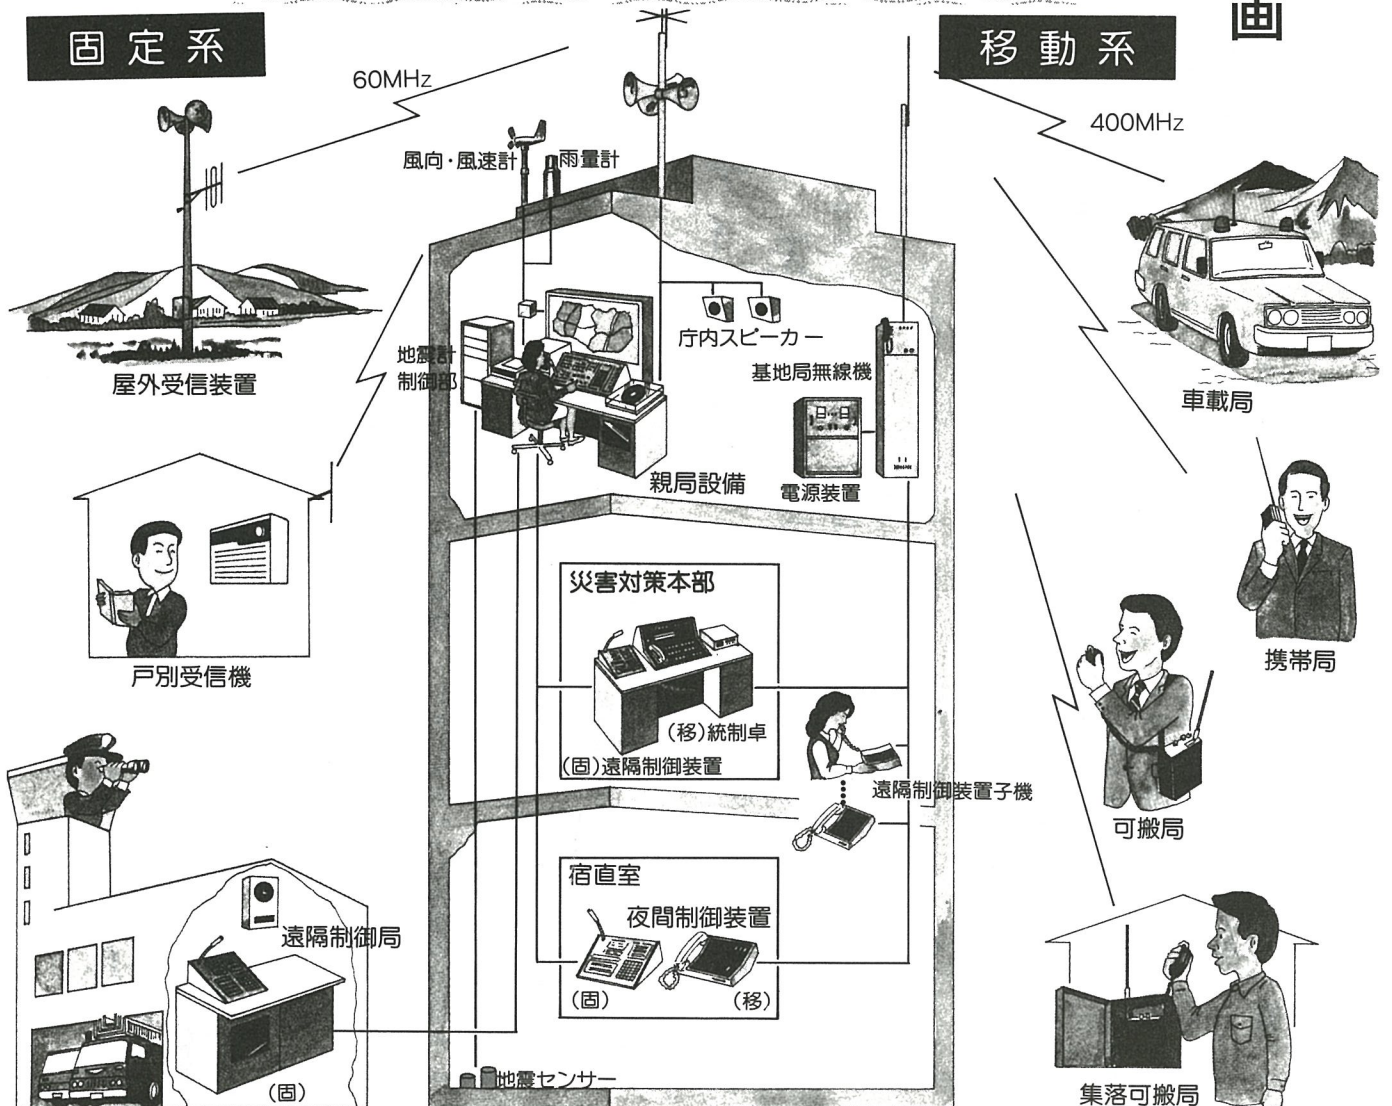 画
固定系
移動系
60MHz
400MHz
風向・風速計
雨量計
庁内スピーカー
地震計
制御部
基地局無線機
屋外受信装置
車載局
親局設備
電源装置
災害対策本部
戸別受信機
携帯局
(移)統制卓
(固)遠隔制御装置
遠隔制御装置子機
可搬局
宿直室
夜間制御装置
遠隔制御局
(固)
(移)
地震センサー
(固)
集落可搬局